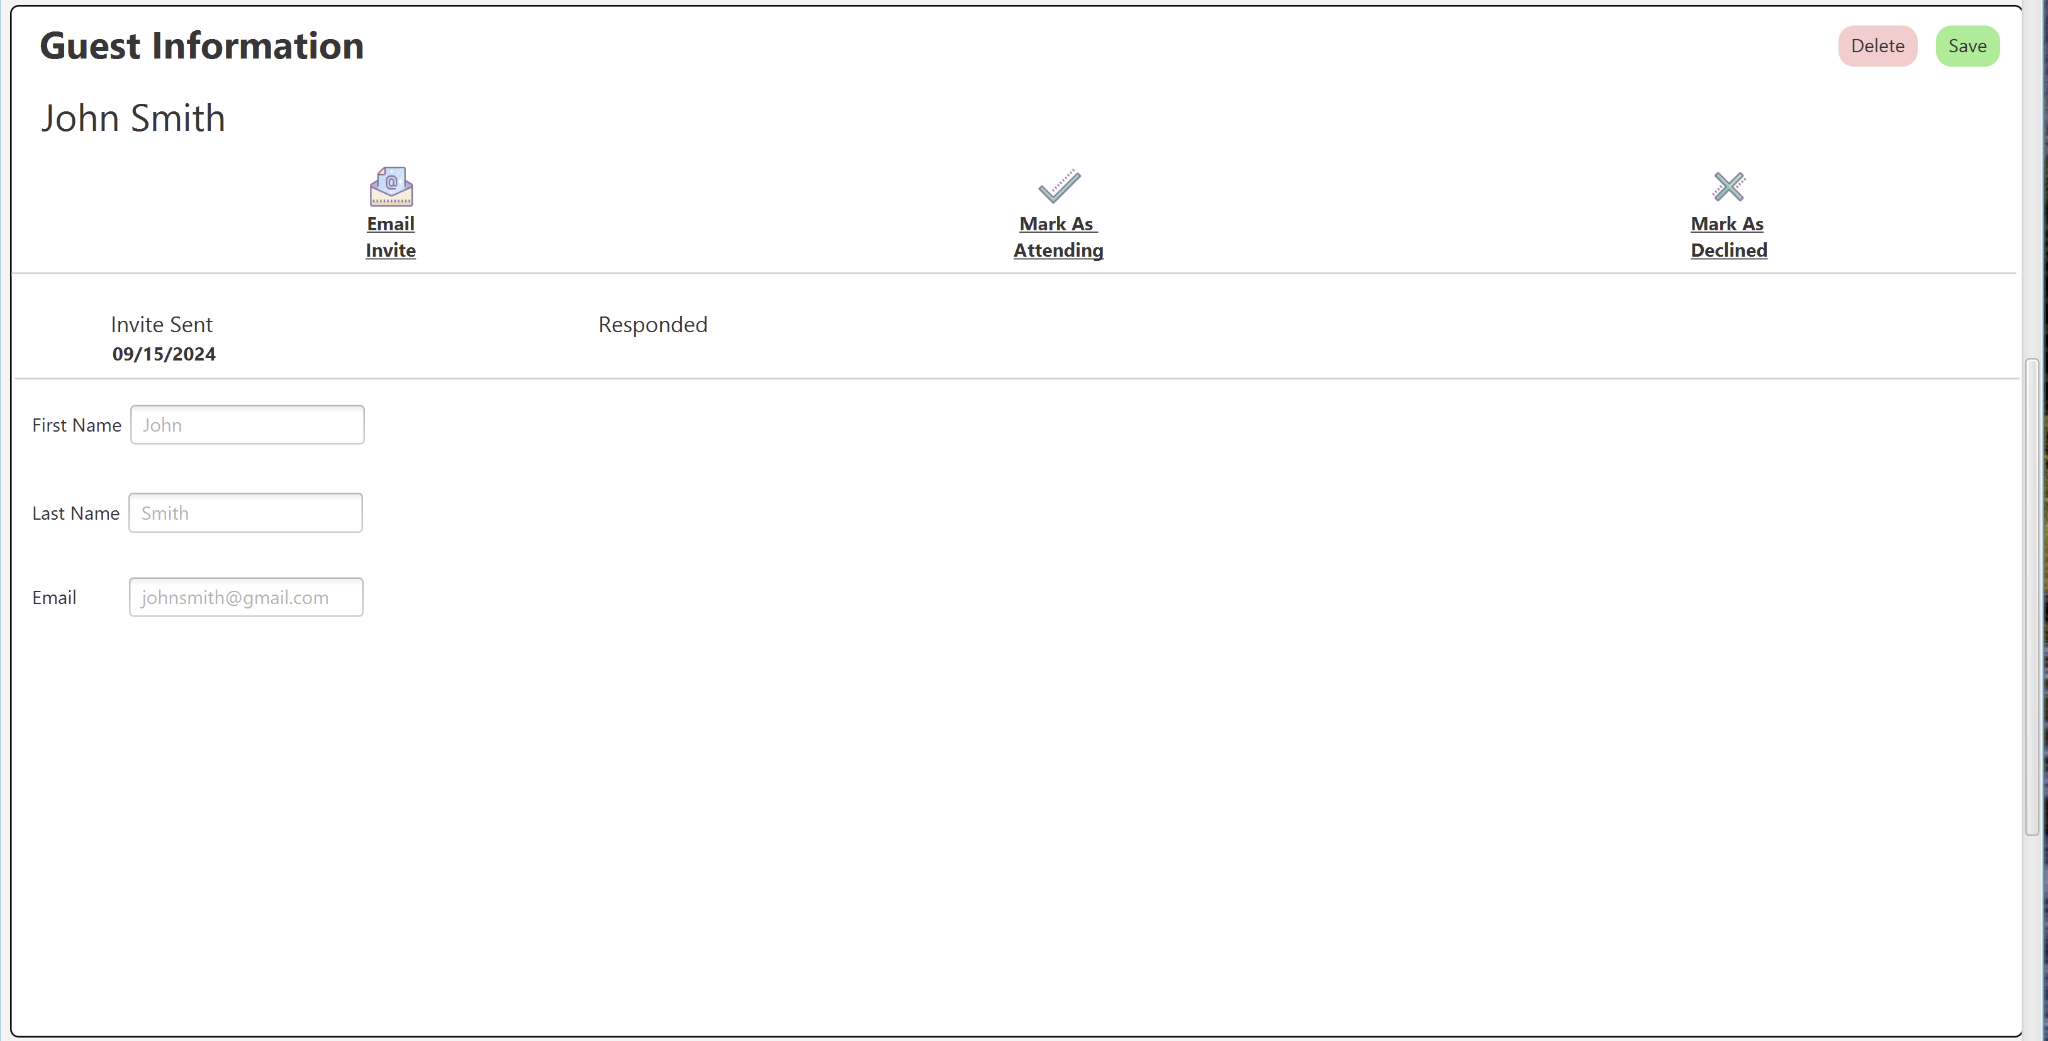 Guest Information
Delete
Save
John Smith
@
Email
Invite
Mark As
Attending
Mark As
Declined
Invite Sent
09/15/2024
Responded
First Name
John
Last Name
Smith
Email
johnsmith@gmail.com